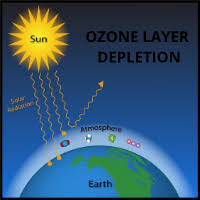 Sun
OZONE LAYER
DEPLETION
Solar
Radiation
Atmosphere
Earth